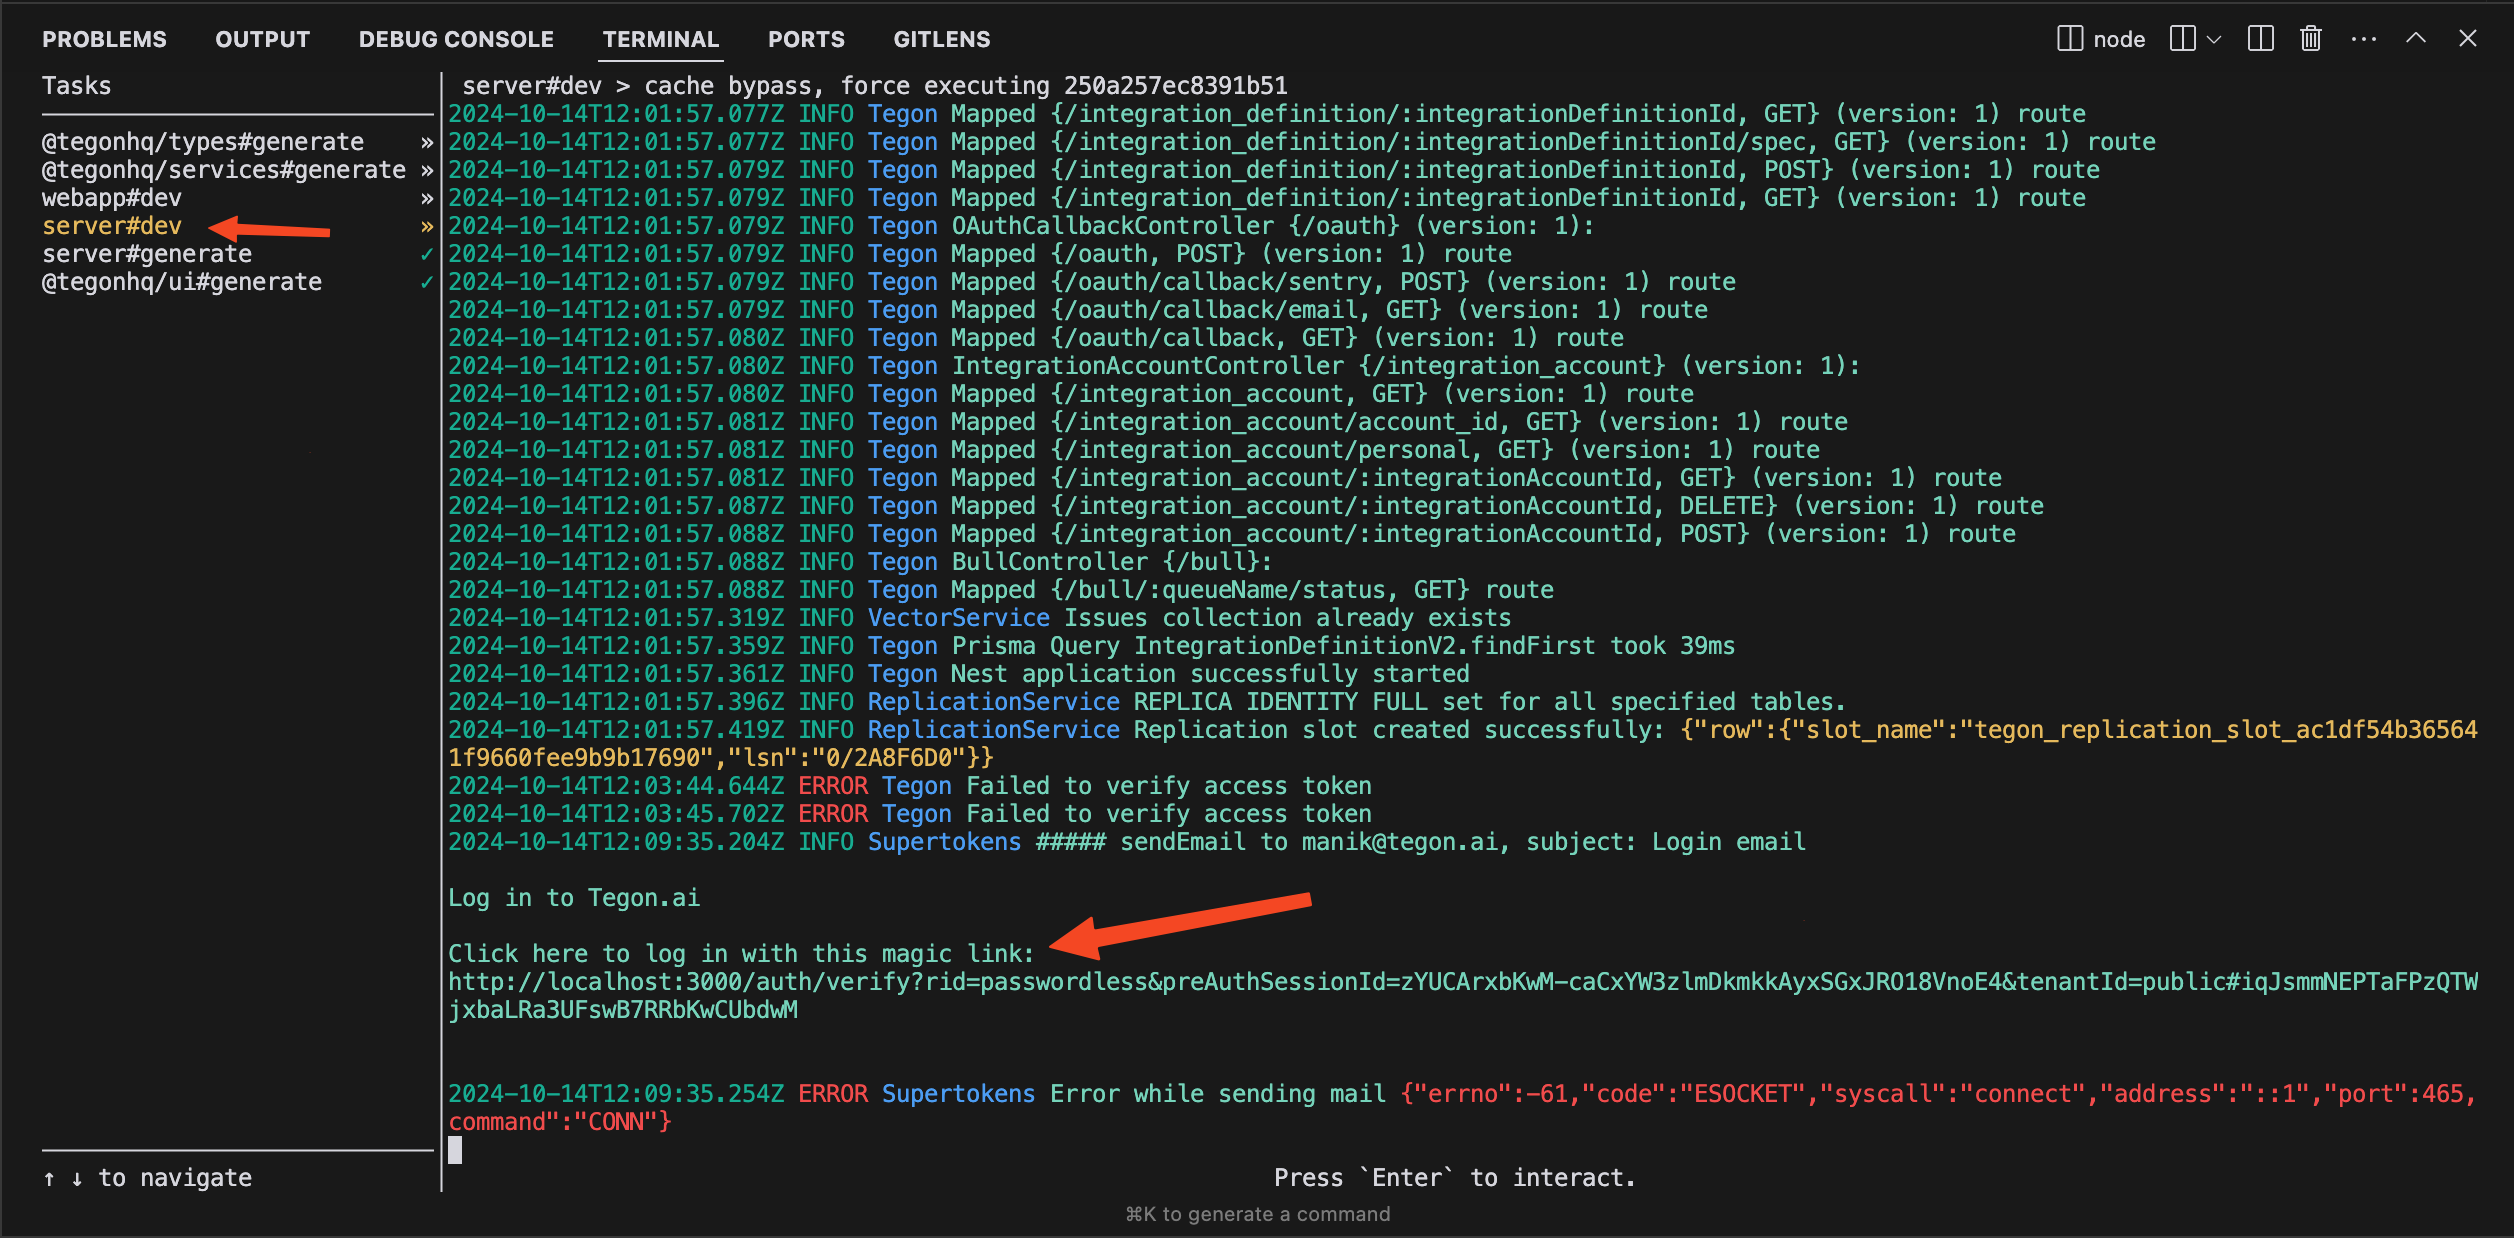 PROBLEMS OUTPUT DEBUG CONSOLE TERMINAL PORTS GITLENS node
Tasks
@tegonhq/types#generate »
@tegonhq/services#generate »
webapp#dev »
server#dev »
server#generate ✓
@tegonhq/ui#generate ✓
↑ ↓ to navigate
server#dev > cache bypass, force executing 250a257ec8391b51
2024-10-14T12:01:57.077Z INFO Tegon Mapped {/integration_definition/:integrationDefinitionId, GET} (version: 1) route
2024-10-14T12:01:57.077Z INFO Tegon Mapped {/integration_definition/:integrationDefinitionId/spec, GET} (version: 1) route
2024-10-14T12:01:57.079Z INFO Tegon Mapped {/integration_definition/:integrationDefinitionId, POST} (version: 1) route
2024-10-14T12:01:57.079Z INFO Tegon Mapped {/integration_definition/:integrationDefinitionId, GET} (version: 1) route
2024-10-14T12:01:57.079Z INFO Tegon OAuthCallbackController {/oauth} (version: 1):
2024-10-14T12:01:57.079Z INFO Tegon Mapped {/oauth, POST} (version: 1) route
2024-10-14T12:01:57.079Z INFO Tegon Mapped {/oauth/callback/sentry, POST} (version: 1) route
2024-10-14T12:01:57.079Z INFO Tegon Mapped {/oauth/callback/email, GET} (version: 1) route
2024-10-14T12:01:57.080Z INFO Tegon Mapped {/oauth/callback, GET} (version: 1) route
2024-10-14T12:01:57.080Z INFO Tegon IntegrationAccountController {/integration_account} (version: 1):
2024-10-14T12:01:57.080Z INFO Tegon Mapped {/integration_account, GET} (version: 1) route
2024-10-14T12:01:57.081Z INFO Tegon Mapped {/integration_account/account_id, GET} (version: 1) route
2024-10-14T12:01:57.081Z INFO Tegon Mapped {/integration_account/personal, GET} (version: 1) route
2024-10-14T12:01:57.081Z INFO Tegon Mapped {/integration_account/:integrationAccountId, GET} (version: 1) route
2024-10-14T12:01:57.087Z INFO Tegon Mapped {/integration_account/:integrationAccountId, DELETE} (version: 1) route
2024-10-14T12:01:57.088Z INFO Tegon Mapped {/integration_account/:integrationAccountId, POST} (version: 1) route
2024-10-14T12:01:57.088Z INFO Tegon BullController {/bull}:
2024-10-14T12:01:57.088Z INFO Tegon Mapped {/bull/:queueName/status, GET} route
2024-10-14T12:01:57.319Z INFO VectorService Issues collection already exists
2024-10-14T12:01:57.359Z INFO Tegon Prisma Query IntegrationDefinitionV2.findFirst took 39ms
2024-10-14T12:01:57.361Z INFO Tegon Nest application successfully started
2024-10-14T12:01:57.396Z INFO ReplicationService REPLICA IDENTITY FULL set for all specified tables.
2024-10-14T12:01:57.419Z INFO ReplicationService Replication slot created successfully: {"row":{"slot_name":"tegon_replication_slot_ac1df54b36564
1f9660fee9b9b17690","lsn":"0/2A8F6D0"}}
2024-10-14T12:03:44.644Z ERROR Tegon Failed to verify access token
2024-10-14T12:03:45.702Z ERROR Tegon Failed to verify access token
2024-10-14T12:09:35.204Z INFO Supertokens ##### sendEmail to manik@tegon.ai, subject: Login email
Log in to Tegon.ai
Click here to log in with this magic link:
http://localhost:3000/auth/verify?rid=passwordless&preAuthSessionId=zYUCArxbKwM-caCxYW3zlmDkmkkAyxSGxJRO18VnoE4&tenantId=public#iqJsmmNEPTaFPzQTW
jxbaLRa3UFswB7RRbKwCUbdwM
2024-10-14T12:09:35.254Z ERROR Supertokens Error while sending mail {"errno":-61,"code":"ESOCKET","syscall":"connect","address":"::1","port":465,
command":"CONN"}
Press `Enter` to interact.
⌘K to generate a command